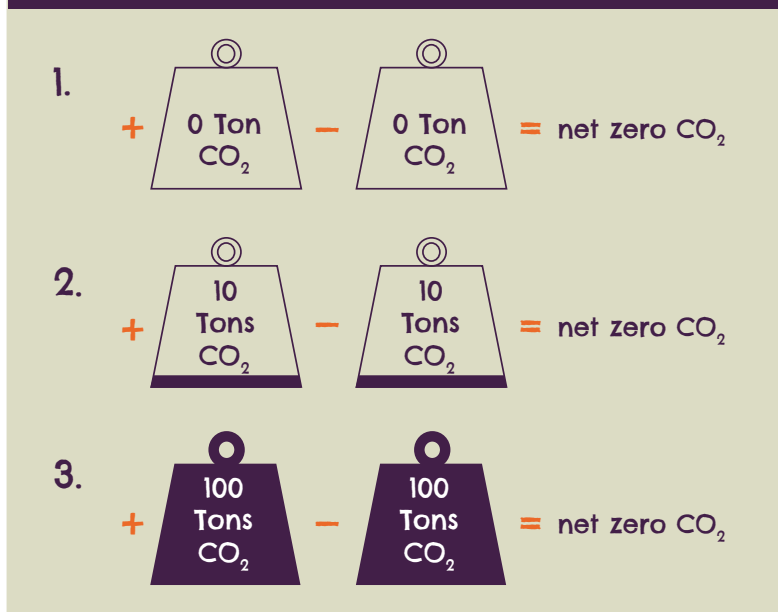 1.
+ 0 Ton CO₂ − 0 Ton CO₂ = net zero CO₂
2.
+ 10 Tons CO₂ − 10 Tons CO₂ = net zero CO₂
3.
+ 100 Tons CO₂ − 100 Tons CO₂ = net zero CO₂